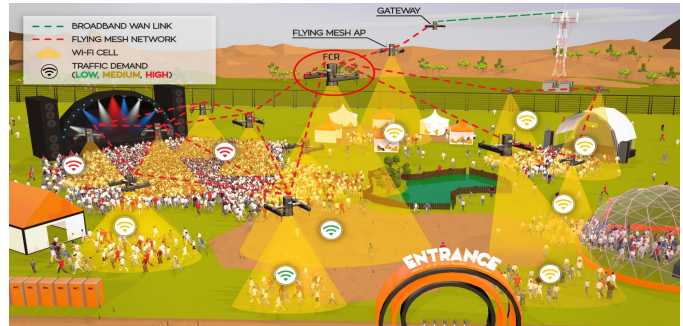 BROADBAND WAN LINK
FLYING MESH NETWORK
WI-FI CELL
TRAFFIC DEMAND
(LOW, MEDIUM, HIGH)
GATEWAY
FLYING MESH AP
FCR
ENTRANCE